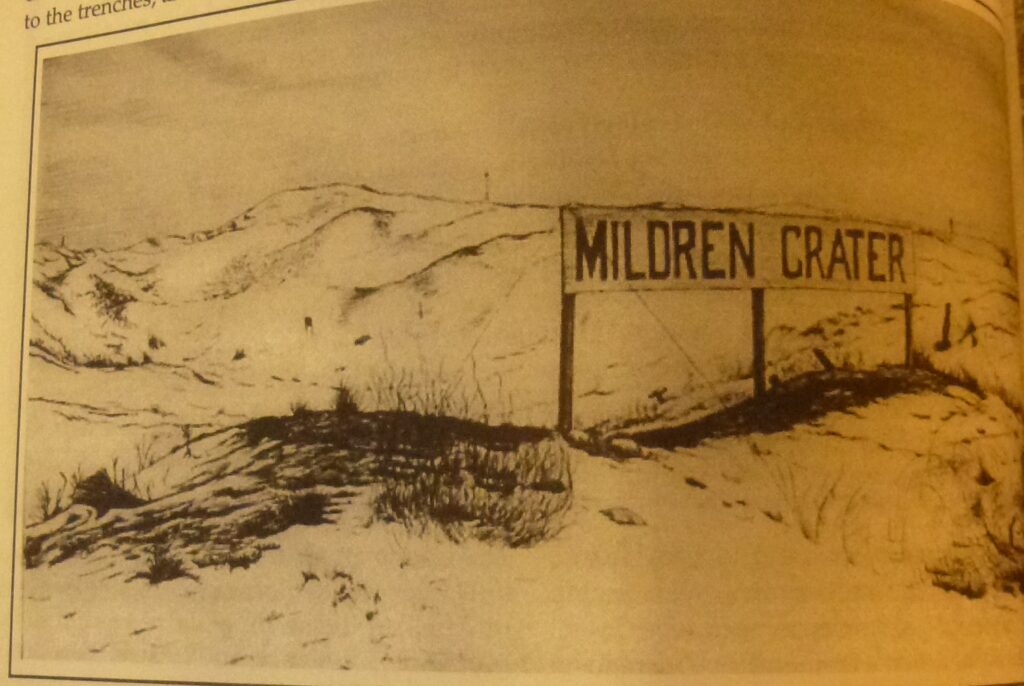 to the trenches,
MILDREN CRATER